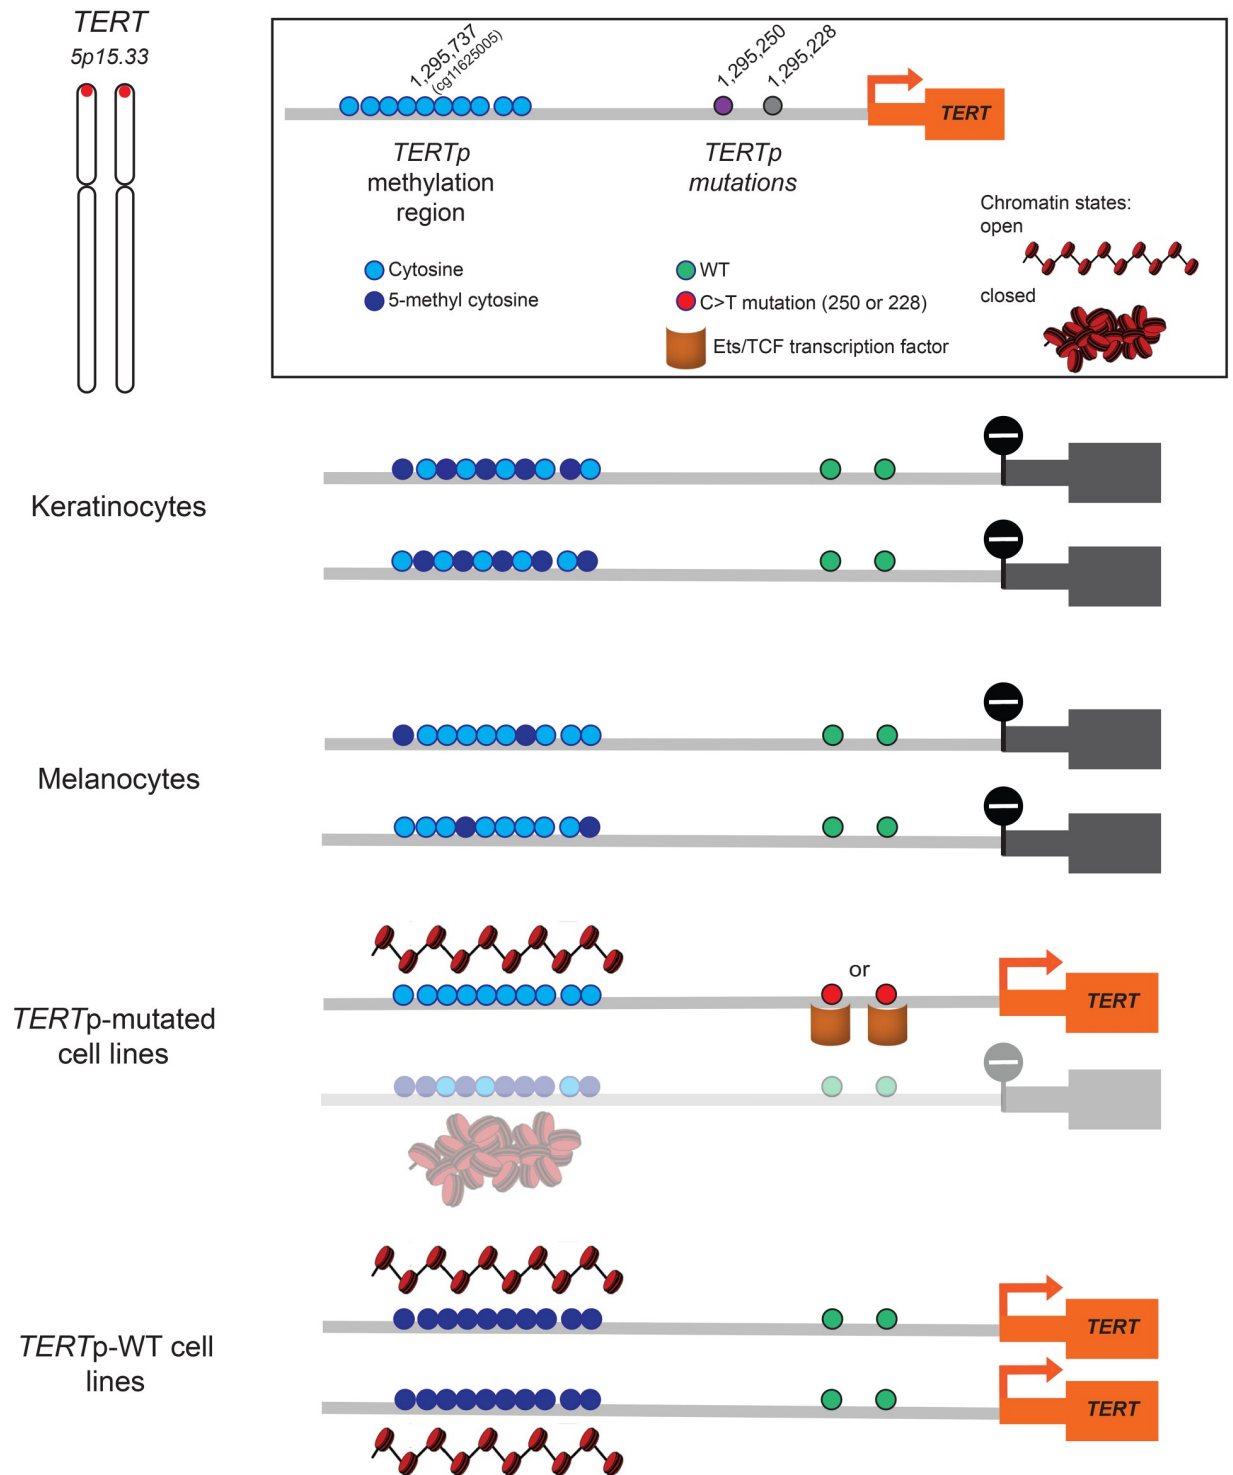 TERT
5p15.33
1,295,737
(cg11625005)
1,295,250
1,295,228
TERT
TERTp
methylation
region
TERTp
mutations
Chromatin states:
open
closed
Cytosine
5-methyl cytosine
WT
C>T mutation (250 or 228)
Ets/TCF transcription factor
Keratinocytes
Melanocytes
TERTp-mutated
cell lines
or
TERT
TERTp-WT cell
lines
TERT
TERT